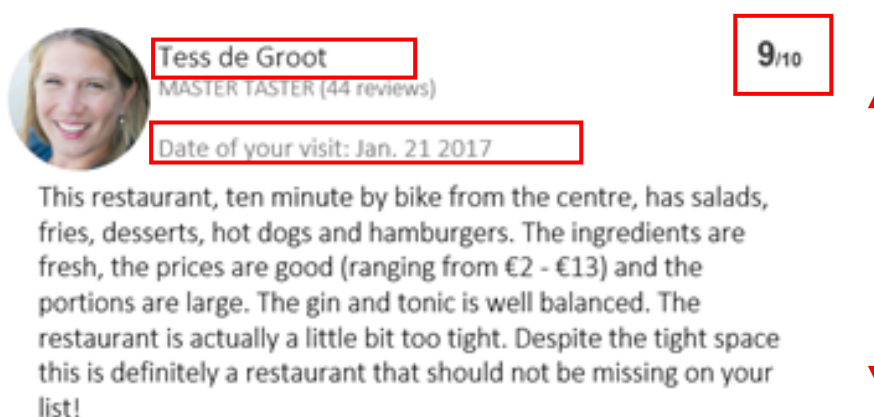 Tess de Groot
9/10
MASTER TASTER (44 reviews)
Date of your visit: Jan. 21 2017
This restaurant, ten minute by bike from the centre, has salads,
fries, desserts, hot dogs and hamburgers. The ingredients are
fresh, the prices are good (ranging from €2 - €13) and the
portions are large. The gin and tonic is well balanced. The
restaurant is actually a little bit too tight. Despite the tight space
this is definitely a restaurant that should not be missing on your
list!